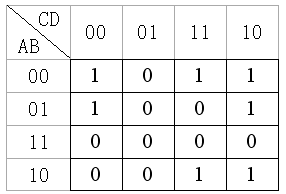 CD
AB
00 01 11 10
00 1 0 1 1
01 1 0 0 1
11 0 0 0 0
10 0 0 1 1